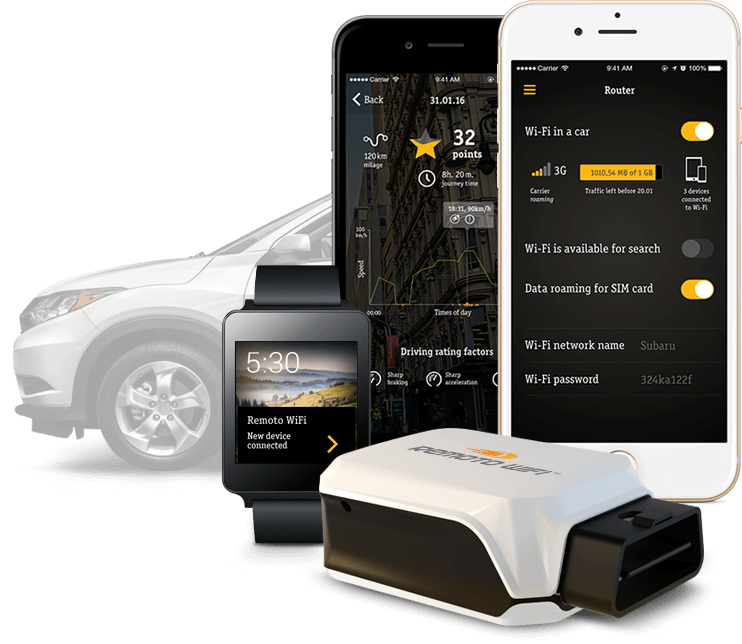 Carrier
9:41 AM
Back
31.01.16
120 km
milage
32
points
8h. 20 m.
journey time
18:31, 90km/h
100
km/h
Speed
00:00
Times of day
Driving rating factors
Sharp
braking
Sharp
acceleration
Carrier
9:41 AM
100%
Router
Wi-Fi in a car
3G
Carrier
roaming
1010,54 MB of 1 GB
Traffic left before 20.01
3 devices
connected
to Wi-Fi
Wi-Fi is available for search
Data roaming for SIM card
Wi-Fi network name
Subaru
Wi-Fi password
324ka122f
5:30
Remoto WiFi
New device
connected
Remoto WiFi